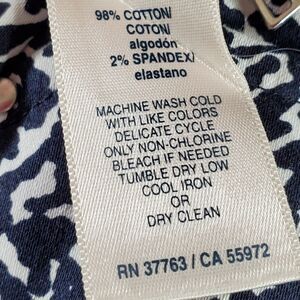 98% COTTON/
COTON/
algodón
2% SPANDEX/
elastano
MACHINE WASH COLD
WITH LIKE COLORS
DELICATE CYCLE
ONLY NON-CHLORINE
BLEACH IF NEEDED
TUMBLE DRY LOW
COOL IRON
OR
DRY CLEAN
RN 37763 / CA 55972